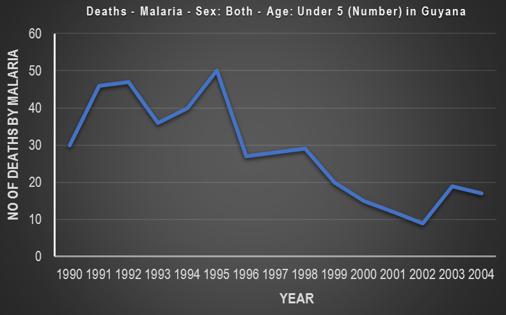 Deaths - Malaria - Sex: Both - Age: Under 5 (Number) in Guyana
60
50
40
30
20
10
0
NO OF DEATHS BY MALARIA
1990 1991 1992 1993 1994 1995 1996 1997 1998 1999 2000 2001 2002 2003 2004
YEAR